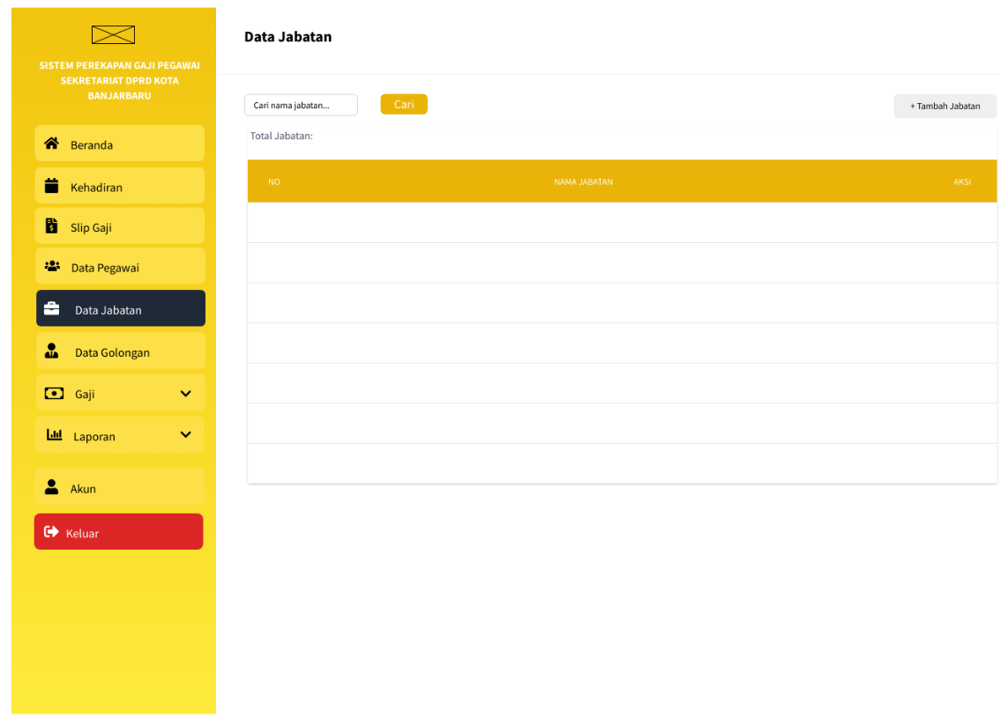 SISTEM PEREKAPAN GAJI PEGAWAI
SEKRETARIAT DPRD KOTA
BANJARBARU
Beranda
Kehadiran
Slip Gaji
Data Pegawai
Data Jabatan
Data Golongan
Gaji
Laporan
Akun
Keluar
Data Jabatan
Cari nama jabatan...
Cari
+ Tambah Jabatan
Total Jabatan:
NO
NAMA JABATAN
AKSI